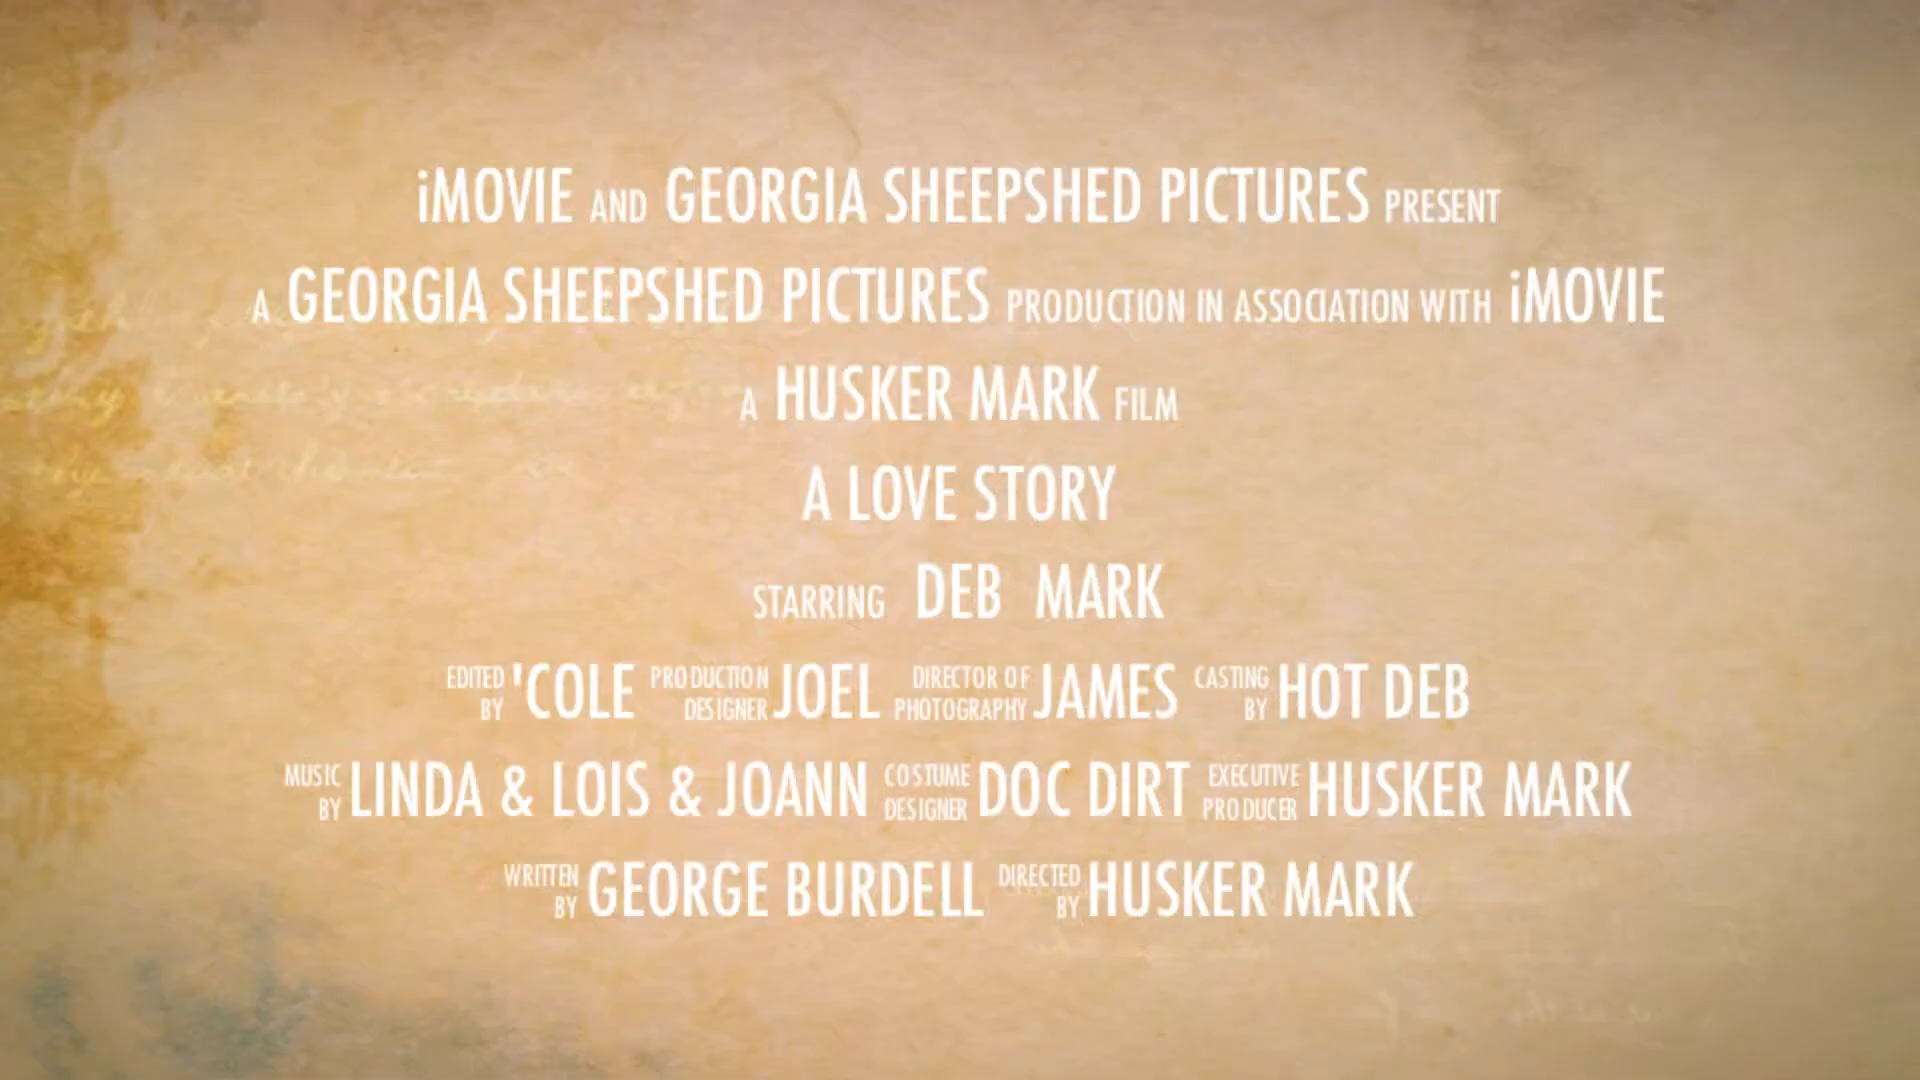 iMOVIE AND GEORGIA SHEEPSHED PICTURES PRESENT
A GEORGIA SHEEPSHED PICTURES PRODUCTION IN ASSOCIATION WITH iMOVIE
A HUSKER MARK FILM
A LOVE STORY
STARRING DEB MARK
EDITED BY 'COLE PRODUCTION DESIGNER JOEL DIRECTOR OF PHOTOGRAPHY JAMES CASTING BY HOT DEB
MUSIC BY LINDA & LOIS & JOANN COSTUME DESIGNER DOC DIRT EXECUTIVE PRODUCER HUSKER MARK
WRITTEN BY GEORGE BURDELL DIRECTED BY HUSKER MARK